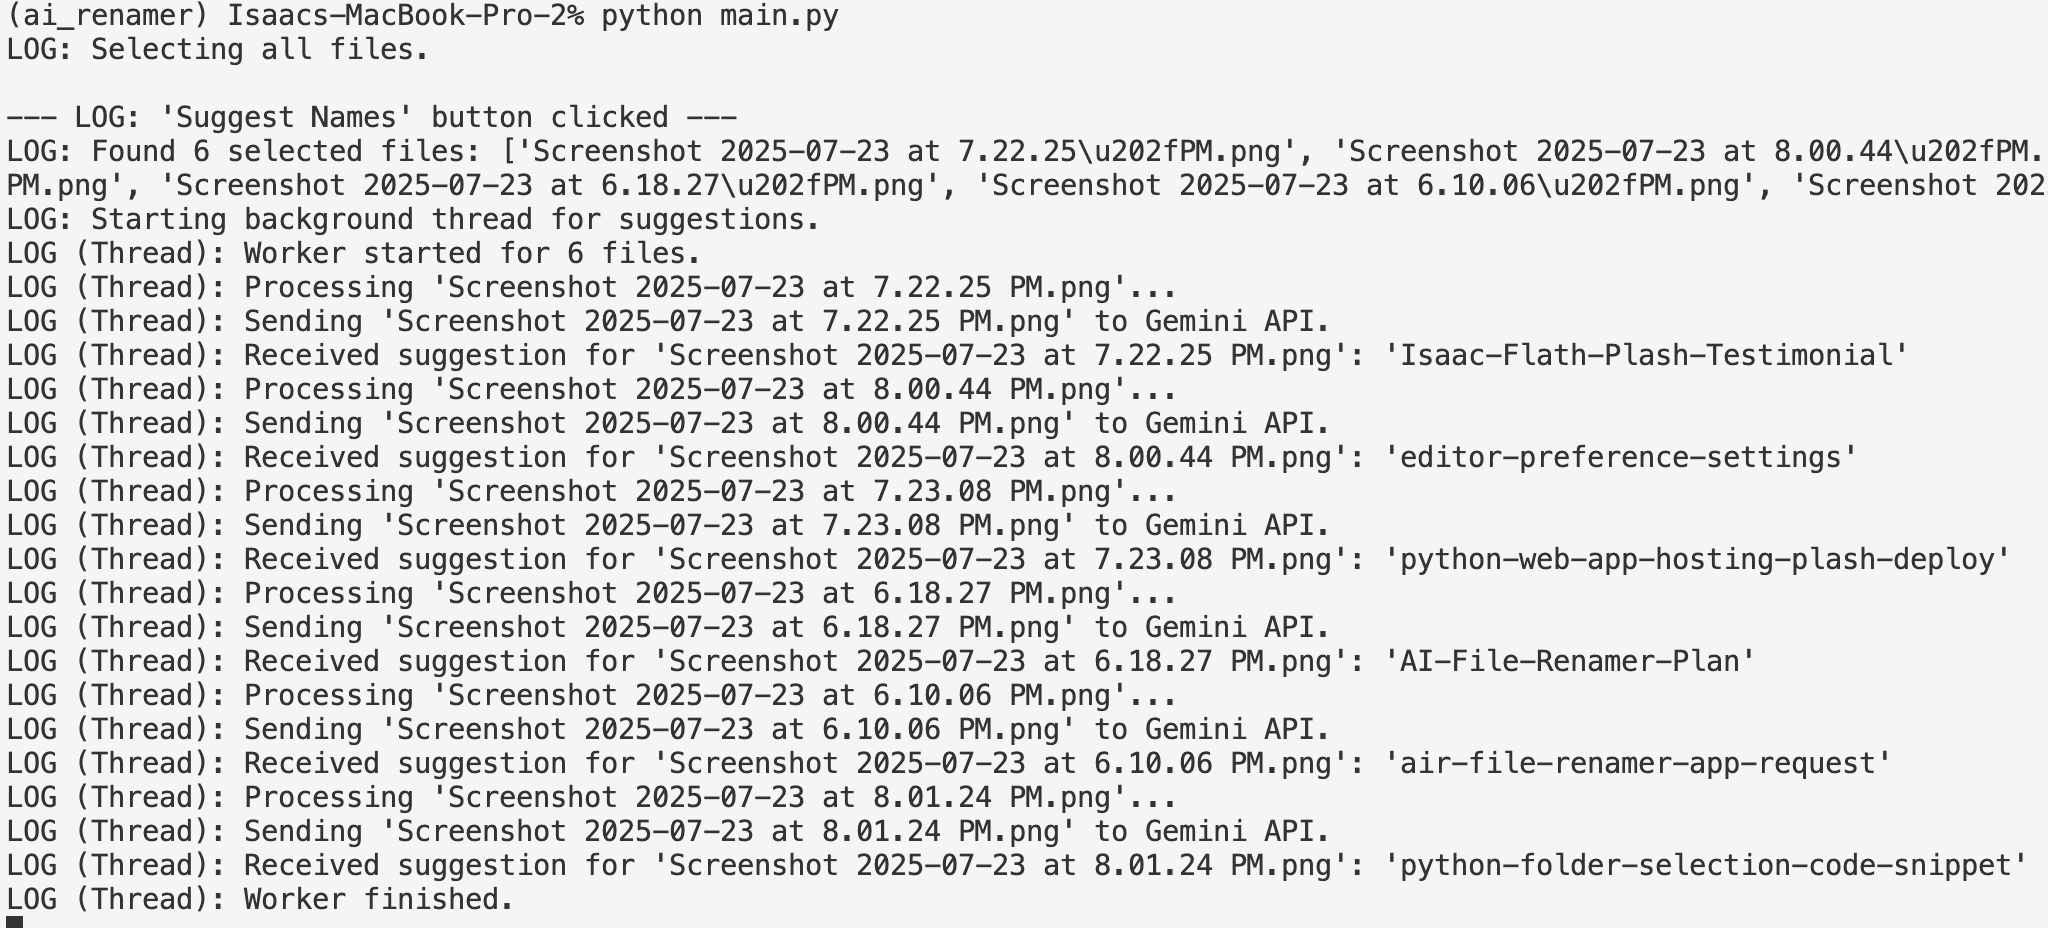 (ai_renamer) Isaacs-MacBook-Pro-2% python main.py
LOG: Selecting all files.
--- LOG: 'Suggest Names' button clicked ---
LOG: Found 6 selected files: ['Screenshot 2025-07-23 at 7.22.25\u202fPM.png', 'Screenshot 2025-07-23 at 8.00.44\u202fPM.
PM.png', 'Screenshot 2025-07-23 at 6.18.27\u202fPM.png', 'Screenshot 2025-07-23 at 6.10.06\u202fPM.png', 'Screenshot 202
LOG: Starting background thread for suggestions.
LOG (Thread): Worker started for 6 files.
LOG (Thread): Processing 'Screenshot 2025-07-23 at 7.22.25 PM.png'...
LOG (Thread): Sending 'Screenshot 2025-07-23 at 7.22.25 PM.png' to Gemini API.
LOG (Thread): Received suggestion for 'Screenshot 2025-07-23 at 7.22.25 PM.png': 'Isaac-Flath-Plash-Testimonial'
LOG (Thread): Processing 'Screenshot 2025-07-23 at 8.00.44 PM.png'...
LOG (Thread): Sending 'Screenshot 2025-07-23 at 8.00.44 PM.png' to Gemini API.
LOG (Thread): Received suggestion for 'Screenshot 2025-07-23 at 8.00.44 PM.png': 'editor-preference-settings'
LOG (Thread): Processing 'Screenshot 2025-07-23 at 7.23.08 PM.png'...
LOG (Thread): Sending 'Screenshot 2025-07-23 at 7.23.08 PM.png' to Gemini API.
LOG (Thread): Received suggestion for 'Screenshot 2025-07-23 at 7.23.08 PM.png': 'python-web-app-hosting-plash-deploy'
LOG (Thread): Processing 'Screenshot 2025-07-23 at 6.18.27 PM.png'...
LOG (Thread): Sending 'Screenshot 2025-07-23 at 6.18.27 PM.png' to Gemini API.
LOG (Thread): Received suggestion for 'Screenshot 2025-07-23 at 6.18.27 PM.png': 'AI-File-Renamer-Plan'
LOG (Thread): Processing 'Screenshot 2025-07-23 at 6.10.06 PM.png'...
LOG (Thread): Sending 'Screenshot 2025-07-23 at 6.10.06 PM.png' to Gemini API.
LOG (Thread): Received suggestion for 'Screenshot 2025-07-23 at 6.10.06 PM.png': 'air-file-renamer-app-request'
LOG (Thread): Processing 'Screenshot 2025-07-23 at 8.01.24 PM.png'...
LOG (Thread): Sending 'Screenshot 2025-07-23 at 8.01.24 PM.png' to Gemini API.
LOG (Thread): Received suggestion for 'Screenshot 2025-07-23 at 8.01.24 PM.png': 'python-folder-selection-code-snippet'
LOG (Thread): Worker finished.